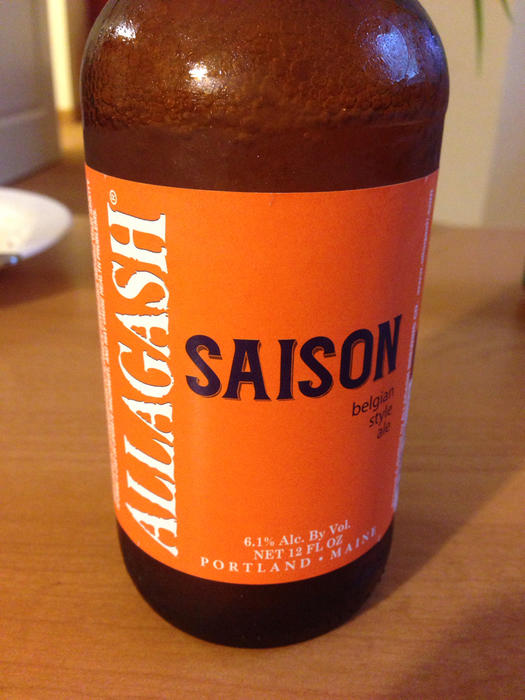 ALLAGASH®
SAISON
belgian
style
ale
6.1% Alc. By Vol.
NET 12 FL OZ
PORTLAND • MAINE